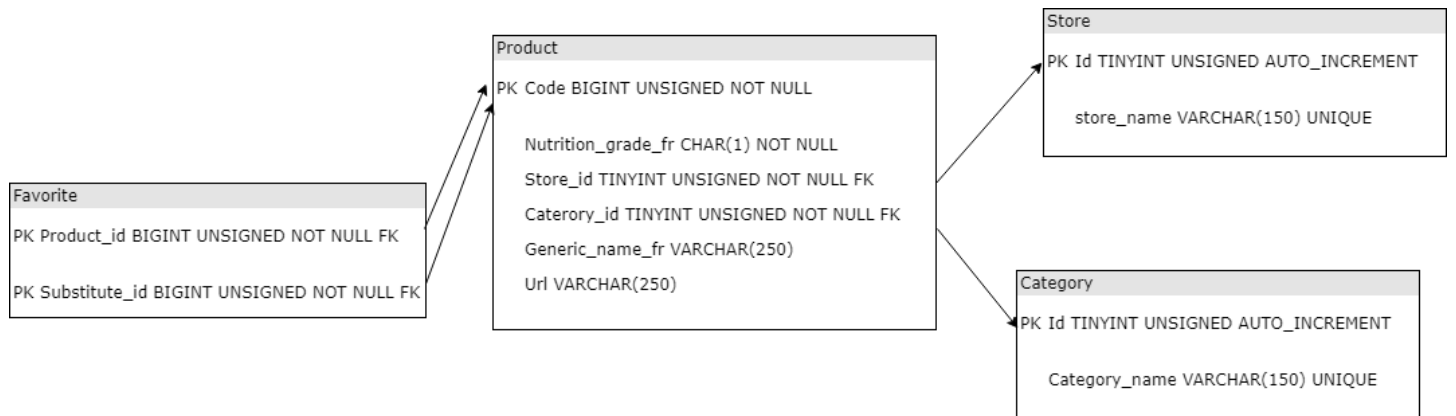 Favorite
PK Product_id BIGINT UNSIGNED NOT NULL FK
PK Substitute_id BIGINT UNSIGNED NOT NULL FK
Product
PK Code BIGINT UNSIGNED NOT NULL
Nutrition_grade_fr CHAR(1) NOT NULL
Store_id TINYINT UNSIGNED NOT NULL FK
Caterory_id TINYINT UNSIGNED NOT NULL FK
Generic_name_fr VARCHAR(250)
Url VARCHAR(250)
Store
PK Id TINYINT UNSIGNED AUTO_INCREMENT
store_name VARCHAR(150) UNIQUE
Category
PK Id TINYINT UNSIGNED AUTO_INCREMENT
Category_name VARCHAR(150) UNIQUE